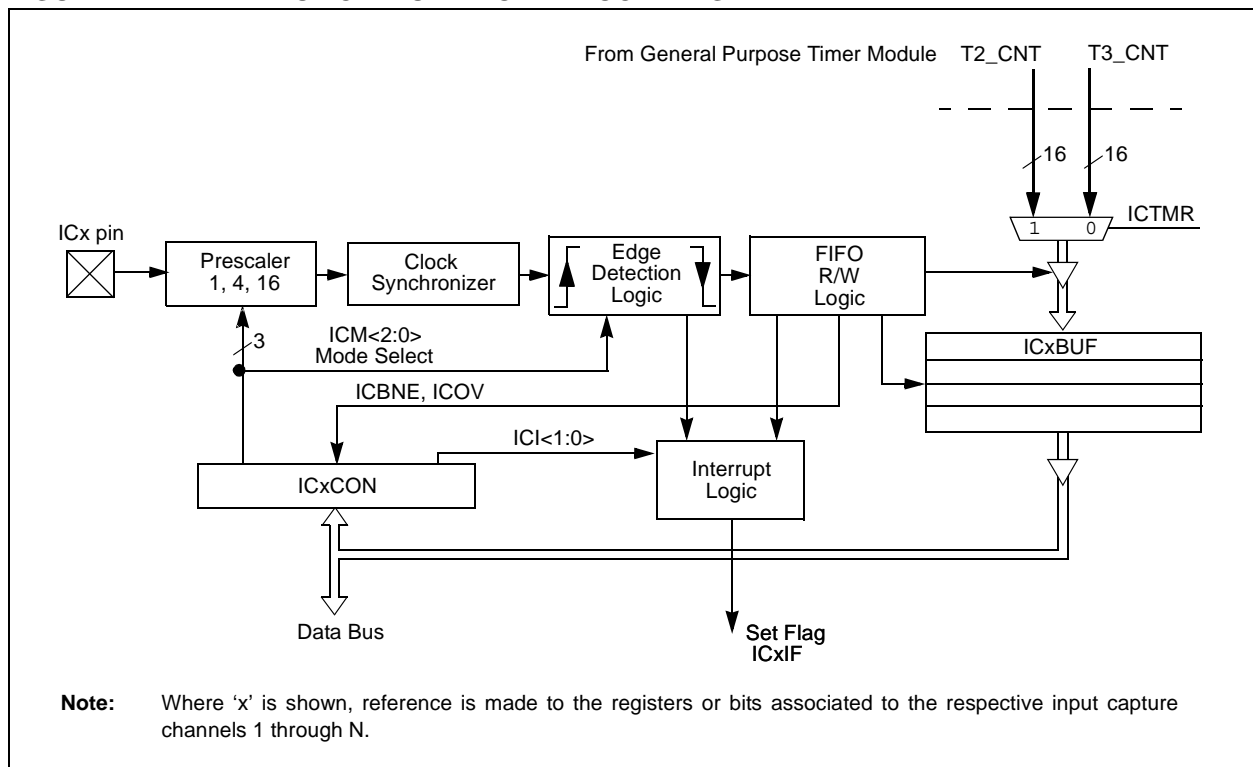 From General Purpose Timer Module T2_CNT T3_CNT
16 16
ICx pin
1 0 ICTMR
Prescaler
1, 4, 16
Clock
Synchronizer
Edge
Detection
Logic
FIFO
R/W
Logic
3
ICM<2:0>
Mode Select
ICxBUF
ICBNE, ICOV
ICI<1:0>
ICxCON
Interrupt
Logic
Data Bus
Set Flag
ICxIF
Note: Where ‘x’ is shown, reference is made to the registers or bits associated to the respective input capture
channels 1 through N.